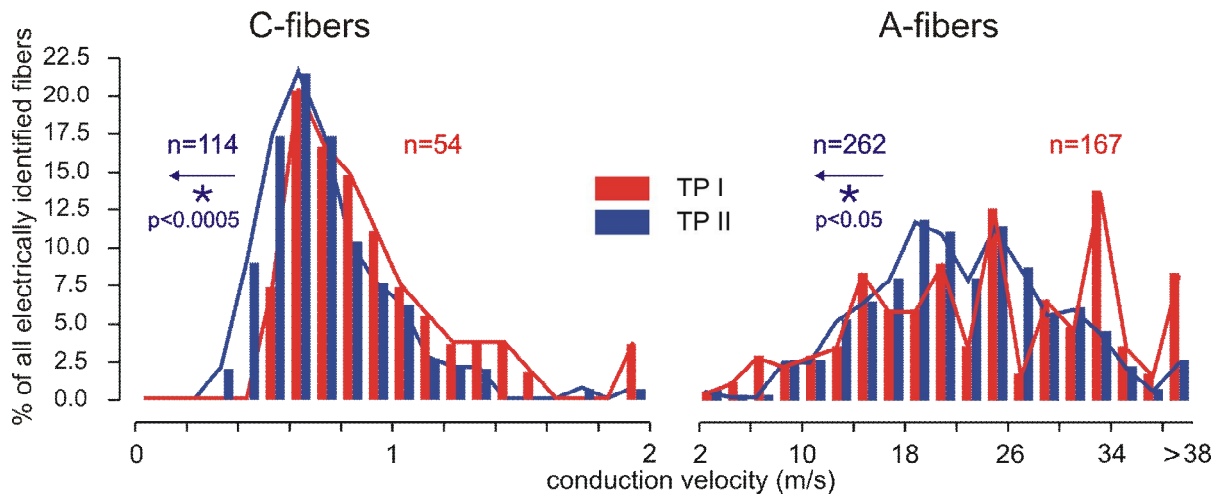 C-fibers
A-fibers
% of all electrically identified fibers
22.5
20.0
17.5
15.0
12.5
10.0
7.5
5.0
2.5
0.0
n=114
*
p<0.0005
n=54
TP I
TP II
n=262
*
p<0.05
n=167
0 1 2
2 10 18 26 34 >38
conduction velocity (m/s)